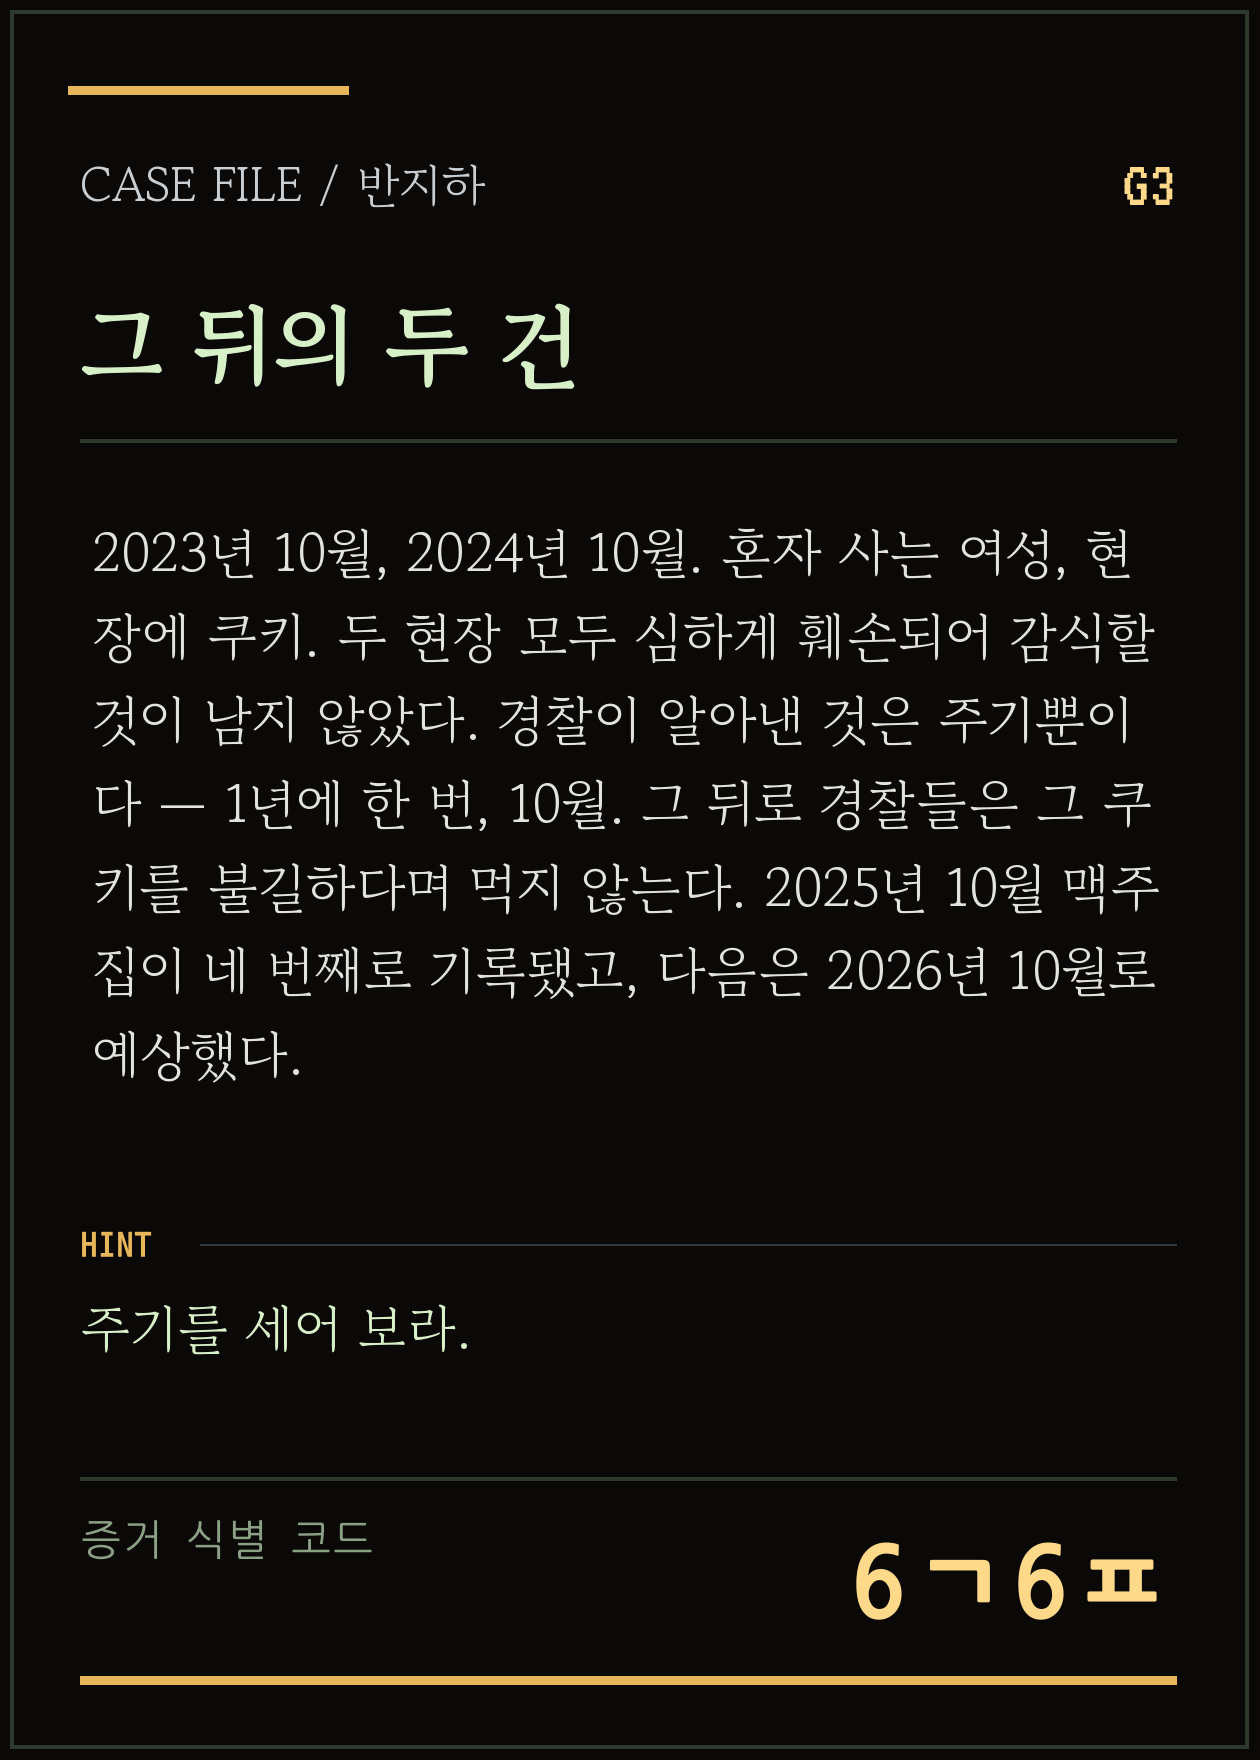 CASE FILE / 반지하
G3
그 뒤의 두 건
2023년 10월, 2024년 10월. 혼자 사는 여성, 현
장에 쿠키. 두 현장 모두 심하게 훼손되어 감식할
것이 남지 않았다. 경찰이 알아낸 것은 주기뿐이
다 — 1년에 한 번, 10월. 그 뒤로 경찰들은 그 쿠
키를 불길하다며 먹지 않는다. 2025년 10월 맥주
집이 네 번째로 기록됐고, 다음은 2026년 10월로
예상했다.
HINT
주기를 세어 보라.
증거 식별 코드
6ㄱ6ㅍ